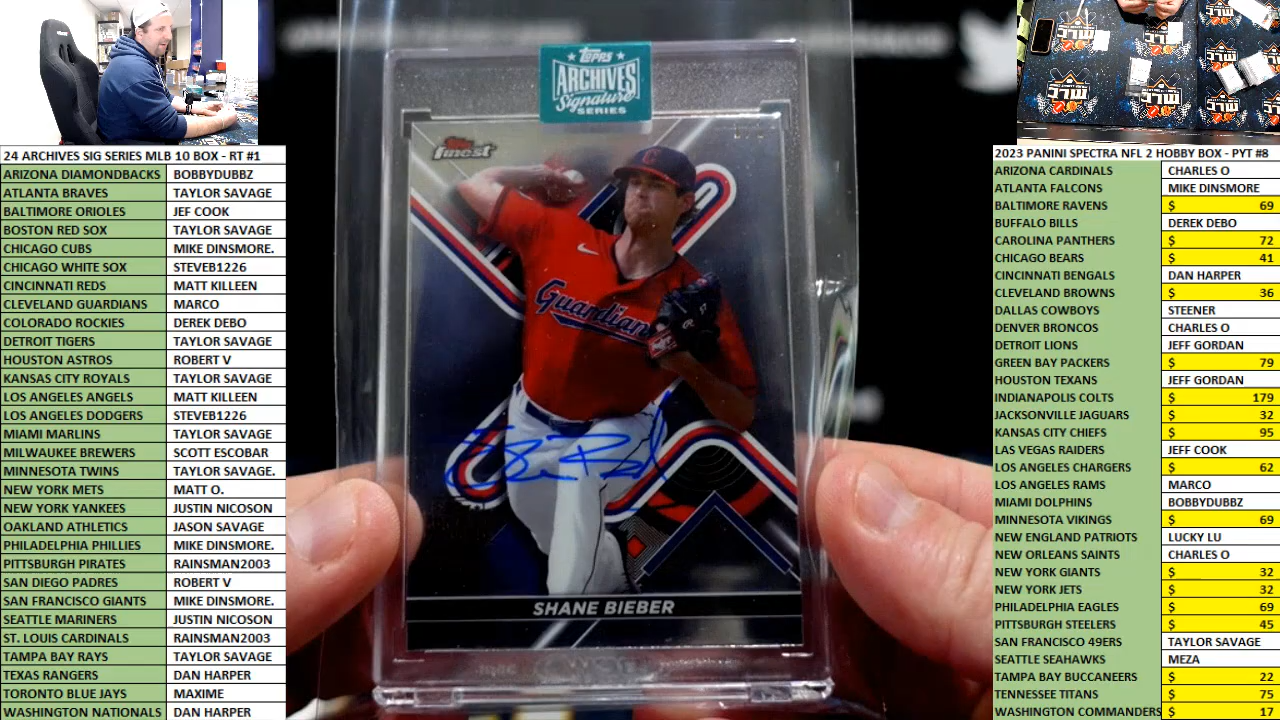 24 ARCHIVES SIG SERIES MLB 10 BOX - RT #1
ARIZONA DIAMONDBACKS BOBBYDUBBZ
ATLANTA BRAVES TAYLOR SAVAGE
BALTIMORE ORIOLES JEF COOK
BOSTON RED SOX TAYLOR SAVAGE
CHICAGO CUBS MIKE DINSMORE.
CHICAGO WHITE SOX STEVEB1226
CINCINNATI REDS MATT KILLEEN
CLEVELAND GUARDIANS MARCO
COLORADO ROCKIES DEREK DEBO
DETROIT TIGERS TAYLOR SAVAGE
HOUSTON ASTROS ROBERT V
KANSAS CITY ROYALS TAYLOR SAVAGE
LOS ANGELES ANGELS MATT KILLEEN
LOS ANGELES DODGERS STEVEB1226
MIAMI MARLINS TAYLOR SAVAGE
MILWAUKEE BREWERS SCOTT ESCOBAR
MINNESOTA TWINS TAYLOR SAVAGE.
NEW YORK METS MATT O.
NEW YORK YANKEES JUSTIN NICOSON
OAKLAND ATHLETICS JASON SAVAGE
PHILADELPHIA PHILLIES MIKE DINSMORE.
PITTSBURGH PIRATES RAINSMAN2003
SAN DIEGO PADRES ROBERT V
SAN FRANCISCO GIANTS MIKE DINSMORE.
SEATTLE MARINERS JUSTIN NICOSON
ST. LOUIS CARDINALS RAINSMAN2003
TAMPA BAY RAYS TAYLOR SAVAGE
TEXAS RANGERS DAN HARPER
TORONTO BLUE JAYS MAXIME
WASHINGTON NATIONALS DAN HARPER
Topps
ARCHIVES
Signature
SERIES
Topps
finest
Guardians
SHANE BIEBER
2023 PANINI SPECTRA NFL 2 HOBBY BOX - PYT #8
ARIZONA CARDINALS CHARLES O
ATLANTA FALCONS MIKE DINSMORE
BALTIMORE RAVENS $ 69
BUFFALO BILLS DEREK DEBO
CAROLINA PANTHERS $ 72
CHICAGO BEARS $ 41
CINCINNATI BENGALS DAN HARPER
CLEVELAND BROWNS $ 36
DALLAS COWBOYS STEENER
DENVER BRONCOS CHARLES O
DETROIT LIONS JEFF GORDAN
GREEN BAY PACKERS $ 79
HOUSTON TEXANS JEFF GORDAN
INDIANAPOLIS COLTS $ 179
JACKSONVILLE JAGUARS $ 32
KANSAS CITY CHIEFS $ 95
LAS VEGAS RAIDERS JEFF COOK
LOS ANGELES CHARGERS $ 62
LOS ANGELES RAMS MARCO
MIAMI DOLPHINS BOBBYDUBBZ
MINNESOTA VIKINGS $ 69
NEW ENGLAND PATRIOTS LUCKY LU
NEW ORLEANS SAINTS CHARLES O
NEW YORK GIANTS $ 32
NEW YORK JETS $ 32
PHILADELPHIA EAGLES $ 69
PITTSBURGH STEELERS $ 45
SAN FRANCISCO 49ERS TAYLOR SAVAGE
SEATTLE SEAHAWKS MEZA
TAMPA BAY BUCCANEERS $ 22
TENNESSEE TITANS $ 75
WASHINGTON COMMANDERS $ 17